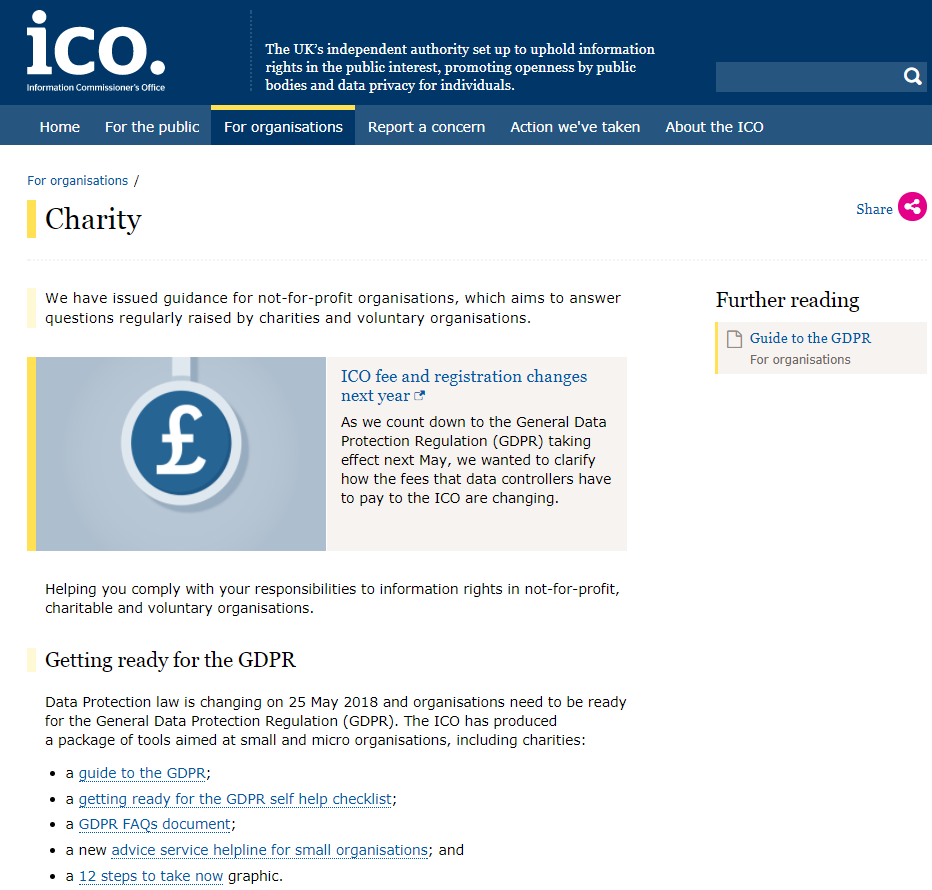 ico.
Information Commissioner's Office
The UK's independent authority set up to uphold information
rights in the public interest, promoting openness by public
bodies and data privacy for individuals.
Home For the public For organisations Report a concern Action we've taken About the ICO
For organisations /
Charity
Share
We have issued guidance for not-for-profit organisations, which aims to answer
questions regularly raised by charities and voluntary organisations.
£
ICO fee and registration changes
next year
As we count down to the General Data
Protection Regulation (GDPR) taking
effect next May, we wanted to clarify
how the fees that data controllers have
to pay to the ICO are changing.
Helping you comply with your responsibilities to information rights in not-for-profit,
charitable and voluntary organisations.
Getting ready for the GDPR
Data Protection law is changing on 25 May 2018 and organisations need to be ready
for the General Data Protection Regulation (GDPR). The ICO has produced
a package of tools aimed at small and micro organisations, including charities:
• a guide to the GDPR;
• a getting ready for the GDPR self help checklist;
• a GDPR FAQs document;
• a new advice service helpline for small organisations; and
• a 12 steps to take now graphic.
Further reading
Guide to the GDPR
For organisations